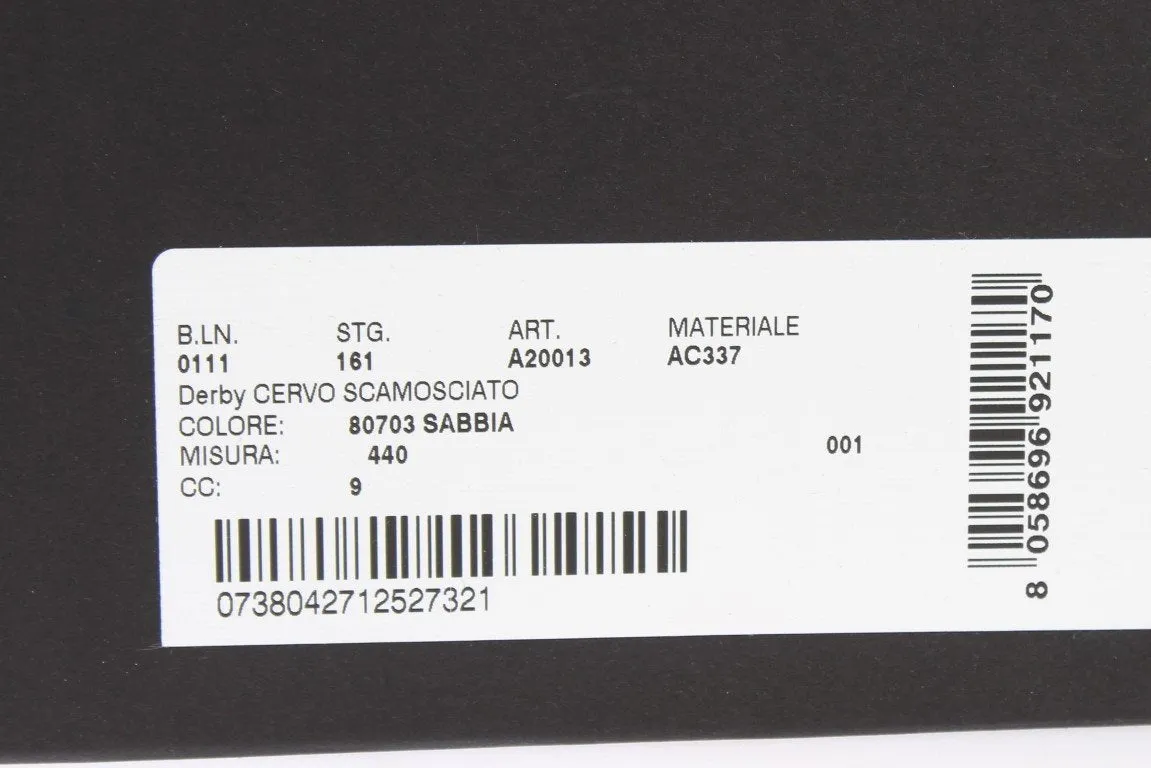 B.LN. STG. ART. MATERIALE
0111 161 A20013 AC337
Derby CERVO SCAMOSCIATO
COLORE: 80703 SABBIA
MISURA: 440
001
CC: 9
0738042712527321
8 058696 921170